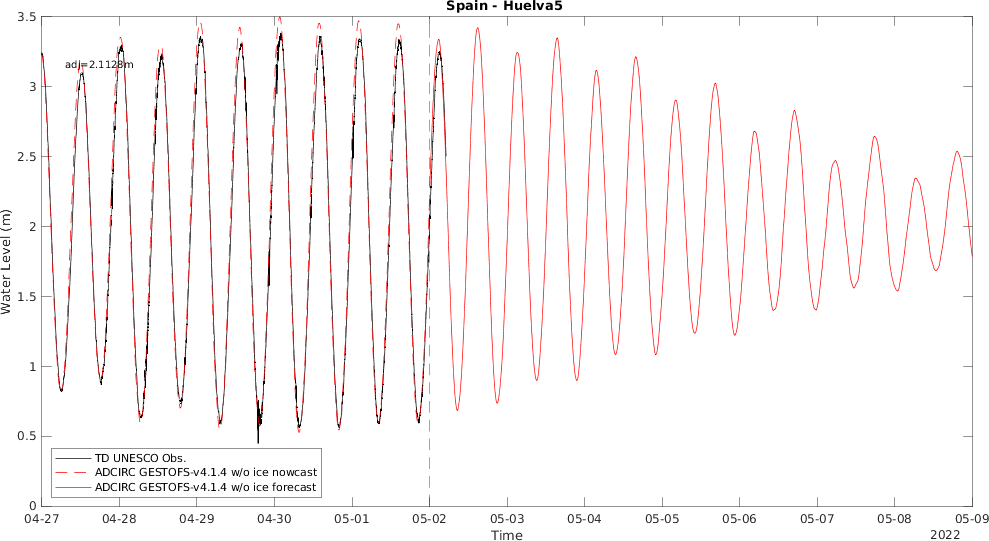 Spain - Huelva5
3.5
3
2.5
2
1.5
1
0.5
0
Water Level (m)
adj=2.1128m
TD UNESCO Obs.
ADCIRC GESTOFS-v4.1.4 w/o ice nowcast
ADCIRC GESTOFS-v4.1.4 w/o ice forecast
04-27 04-28 04-29 04-30 05-01 05-02 05-03 05-04 05-05 05-06 05-07 05-08 05-09
Time
2022